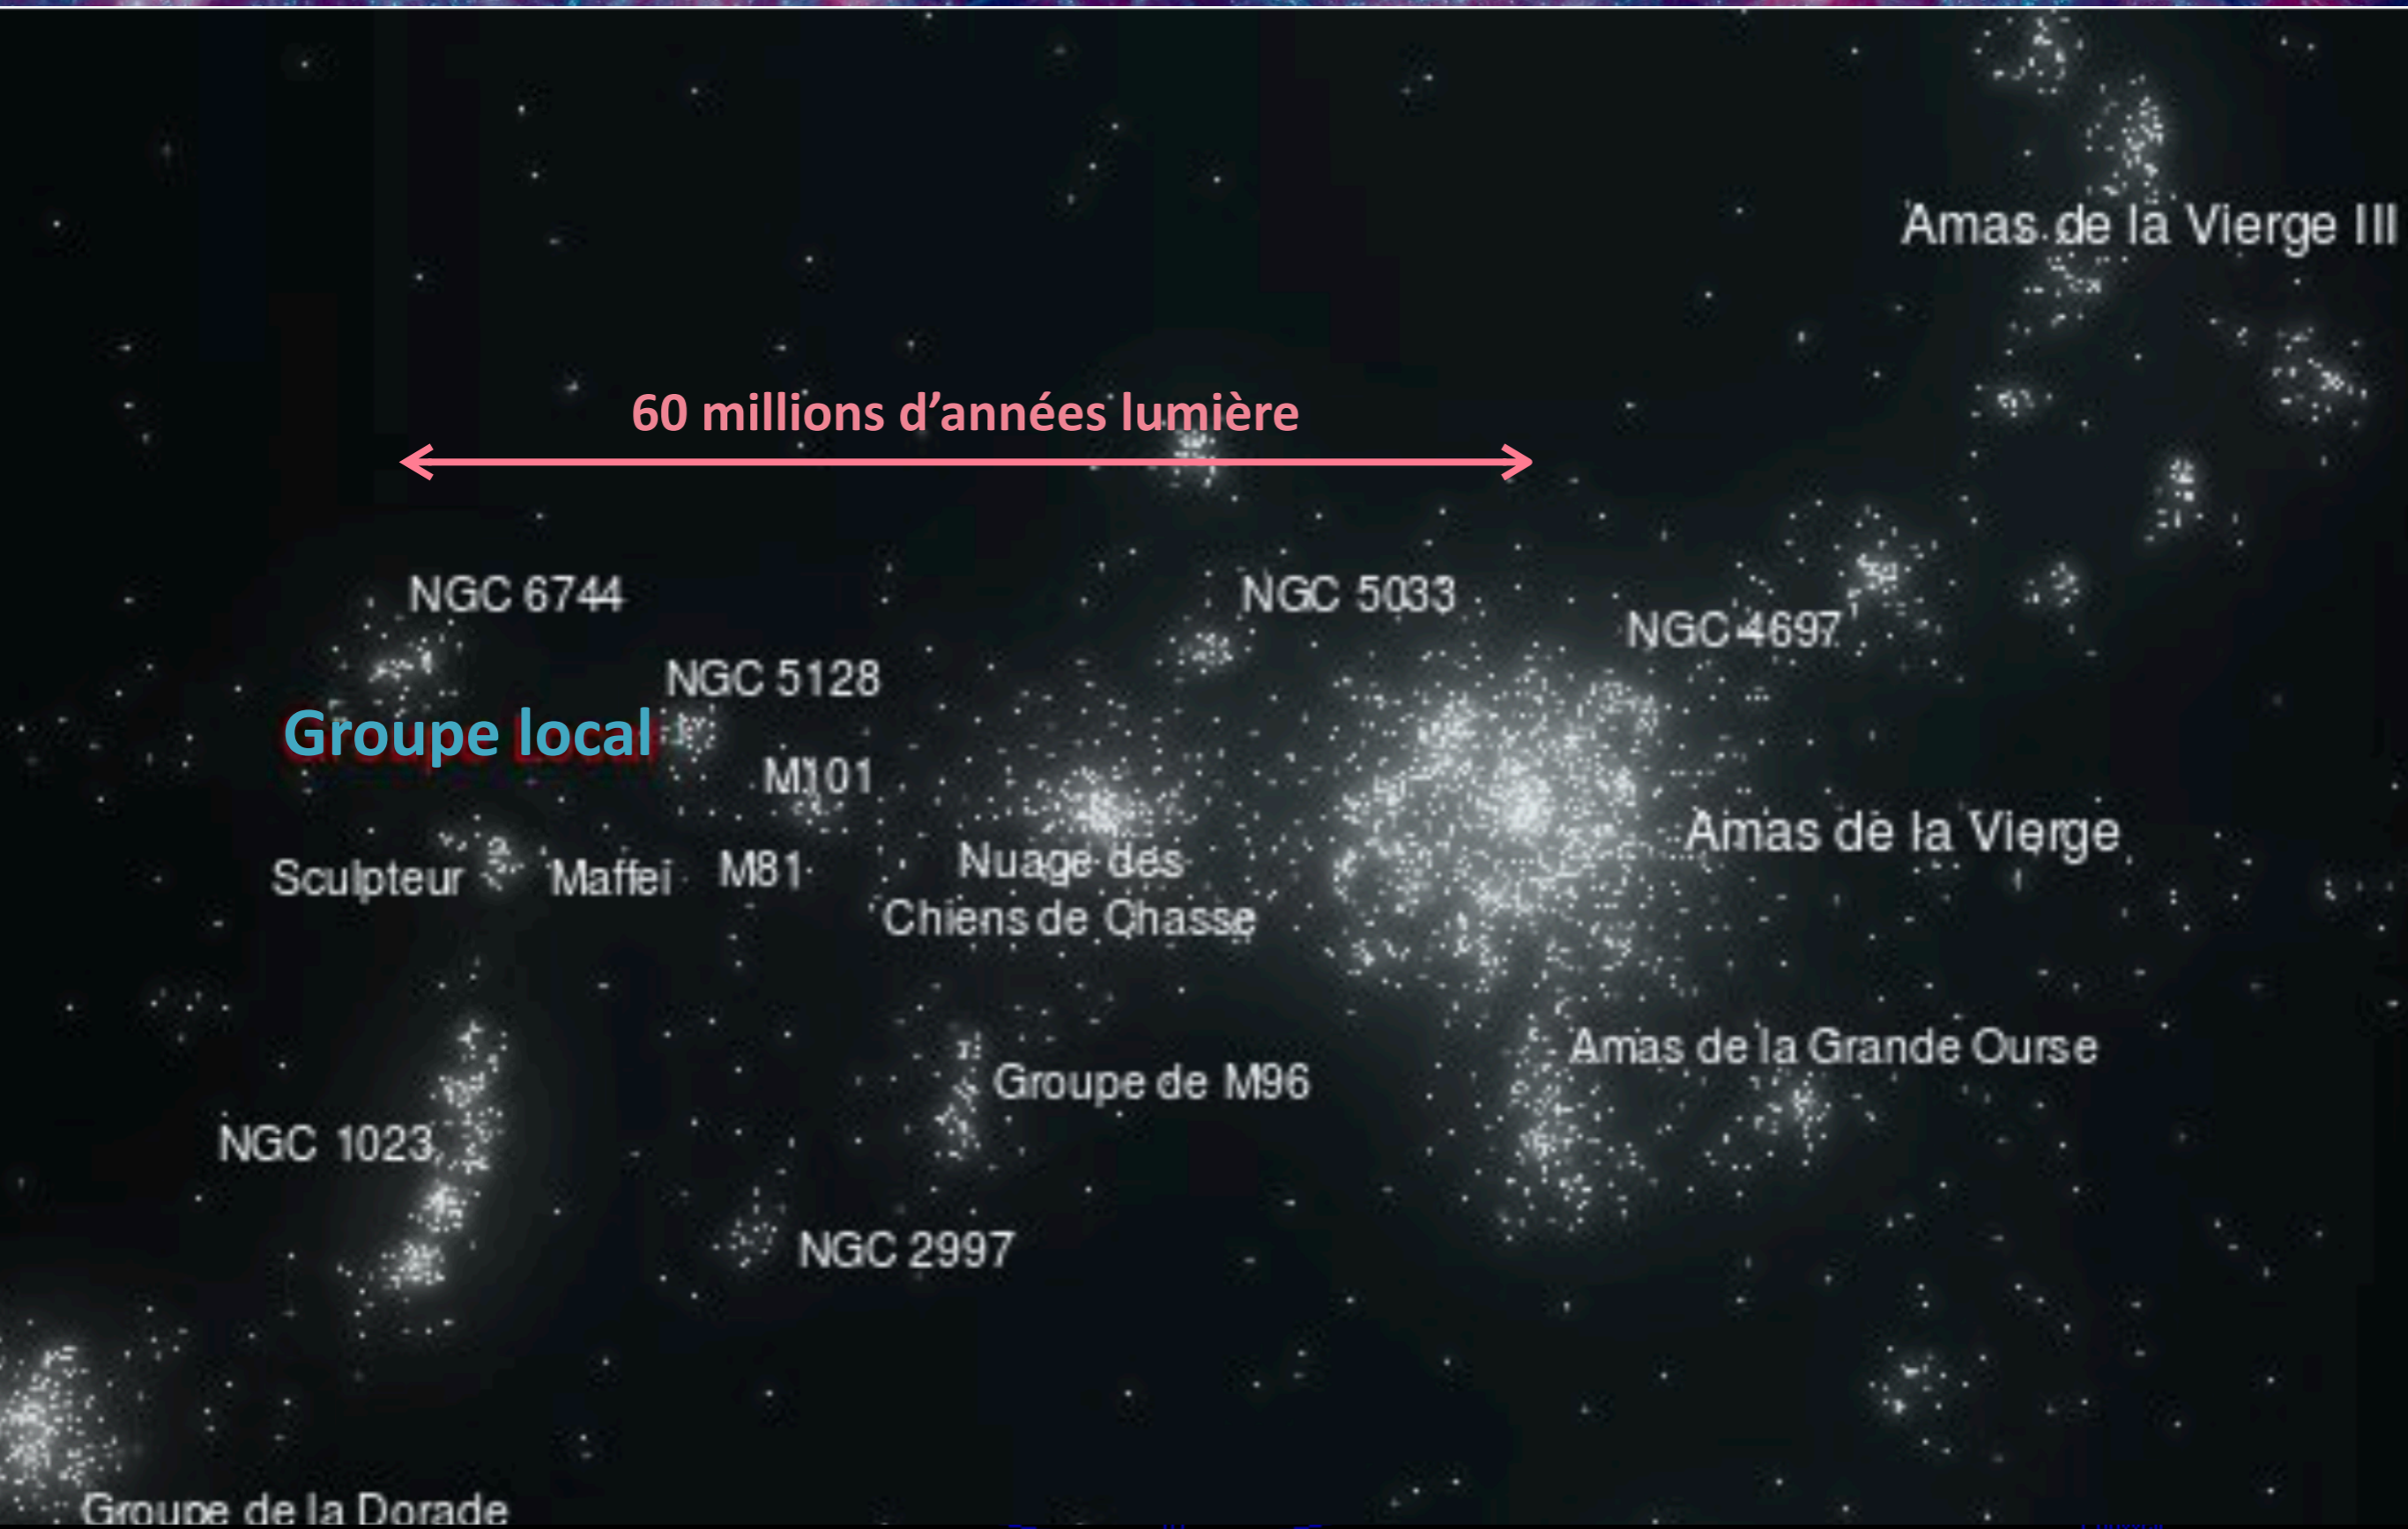 Amas de la Vierge III
60 millions d’années lumière
NGC 6744
NGC 5033
NGC 4697
NGC 5128
Groupe local
M101
Amas de la Vierge
Sculpteur
Maffei
M81
Nuage des
Chiens de Chasse
Amas de la Grande Ourse
Groupe de M96
NGC 1023
NGC 2997
Groupe de la Dorade